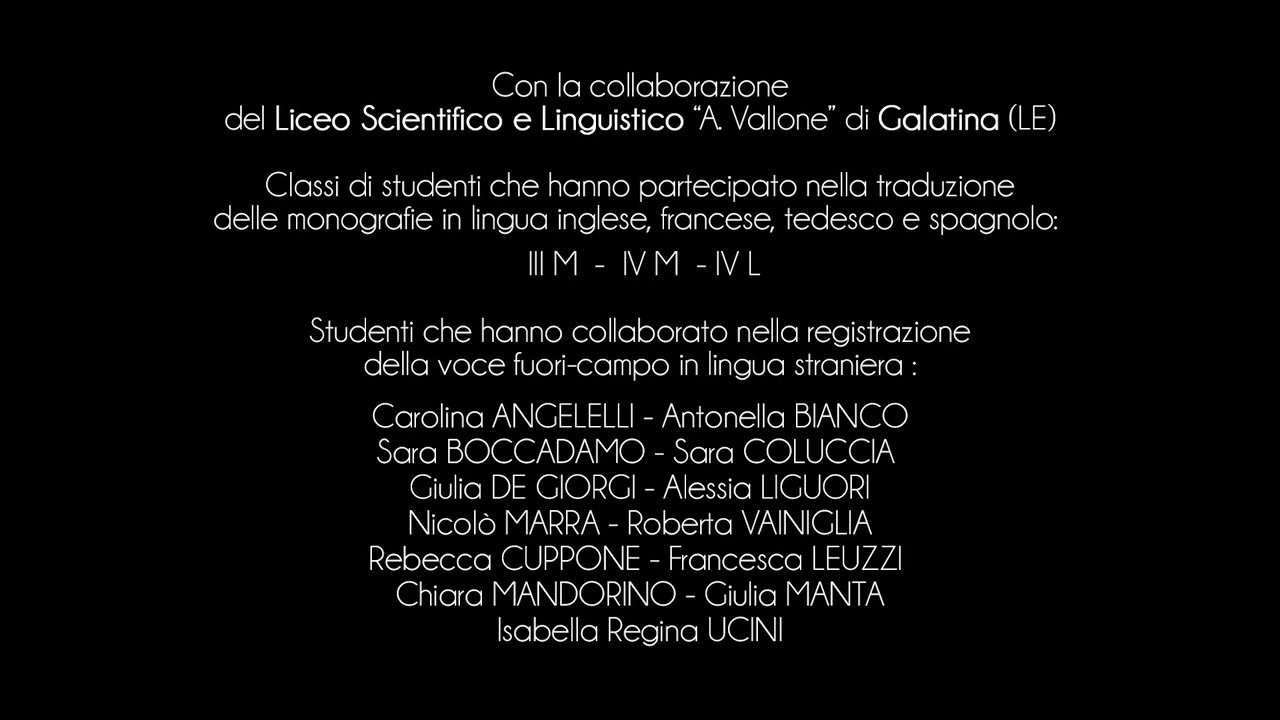 Con la collaborazione
del Liceo Scientifico e Linguistico “A. Vallone” di Galatina (LE)
Classi di studenti che hanno partecipato nella traduzione
delle monografie in lingua inglese, francese, tedesco e spagnolo:
III M - IV M - IV L
Studenti che hanno collaborato nella registrazione
della voce fuori-campo in lingua straniera :
Carolina ANGELELLI - Antonella BIANCO
Sara BOCCADAMO - Sara COLUCCIA
Giulia DE GIORGI - Alessia LIGUORI
Nicolò MARRA - Roberta VAINIGLIA
Rebecca CUPPONE - Francesca LEUZZI
Chiara MANDORINO - Giulia MANTA
Isabella Regina UCINI